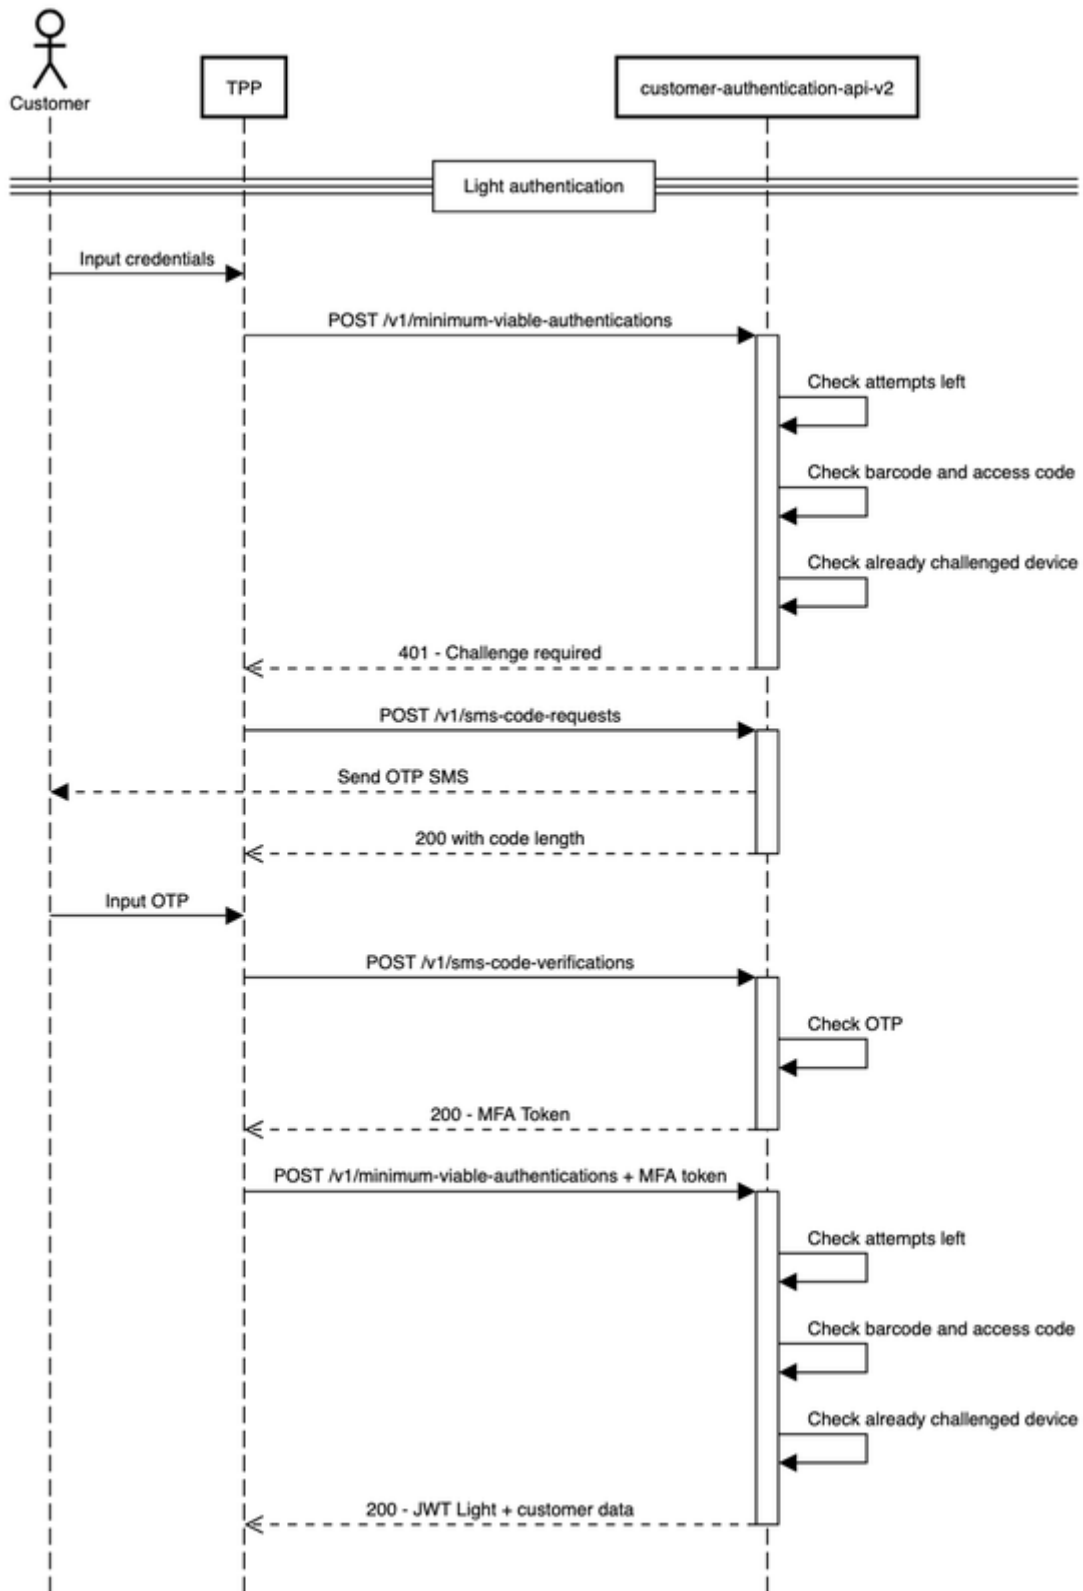 Customer
TPP
customer-authentication-api-v2
Light authentication
Input credentials
POST /v1/minimum-viable-authentications
Check attempts left
Check barcode and access code
Check already challenged device
401 - Challenge required
POST /v1/sms-code-requests
Send OTP SMS
200 with code length
Input OTP
POST /v1/sms-code-verifications
Check OTP
200 - MFA Token
POST /v1/minimum-viable-authentications + MFA token
Check attempts left
Check barcode and access code
Check already challenged device
200 - JWT Light + customer data